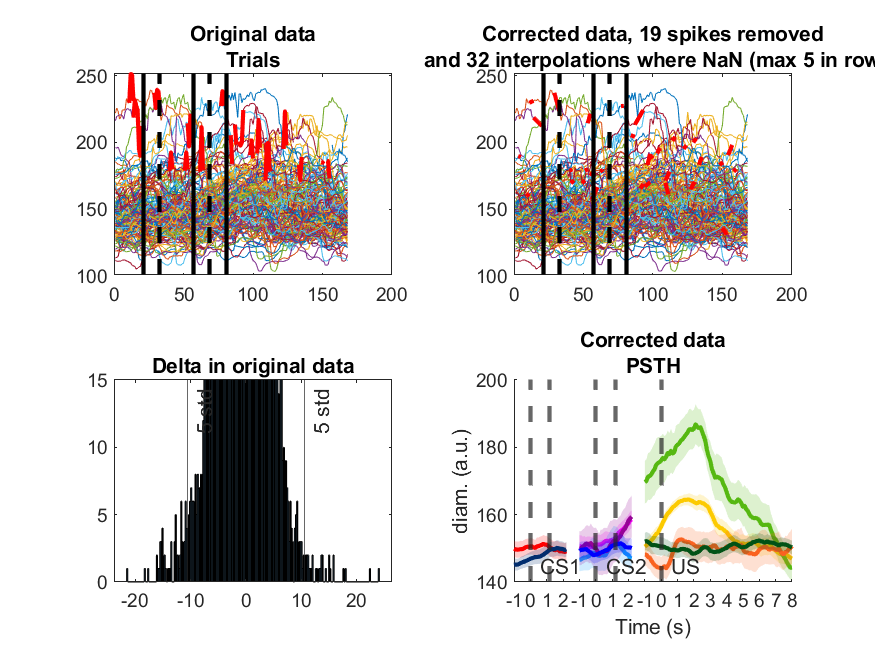 Original data
Trials
250
200
150
100
0 50 100 150 200
Corrected data, 19 spikes removed
and 32 interpolations where NaN (max 5 in row
250
200
150
100
0 50 100 150 200
Delta in original data
15
10
5
0
5 std
5 std
-20 -10 0 10 20
Corrected data
PSTH
200
180
160
140
diam. (a.u.)
CS1 CS2 US
-1 0 1 2 -1 0 1 2 -1 0 1 2 3 4 5 6 7 8
Time (s)